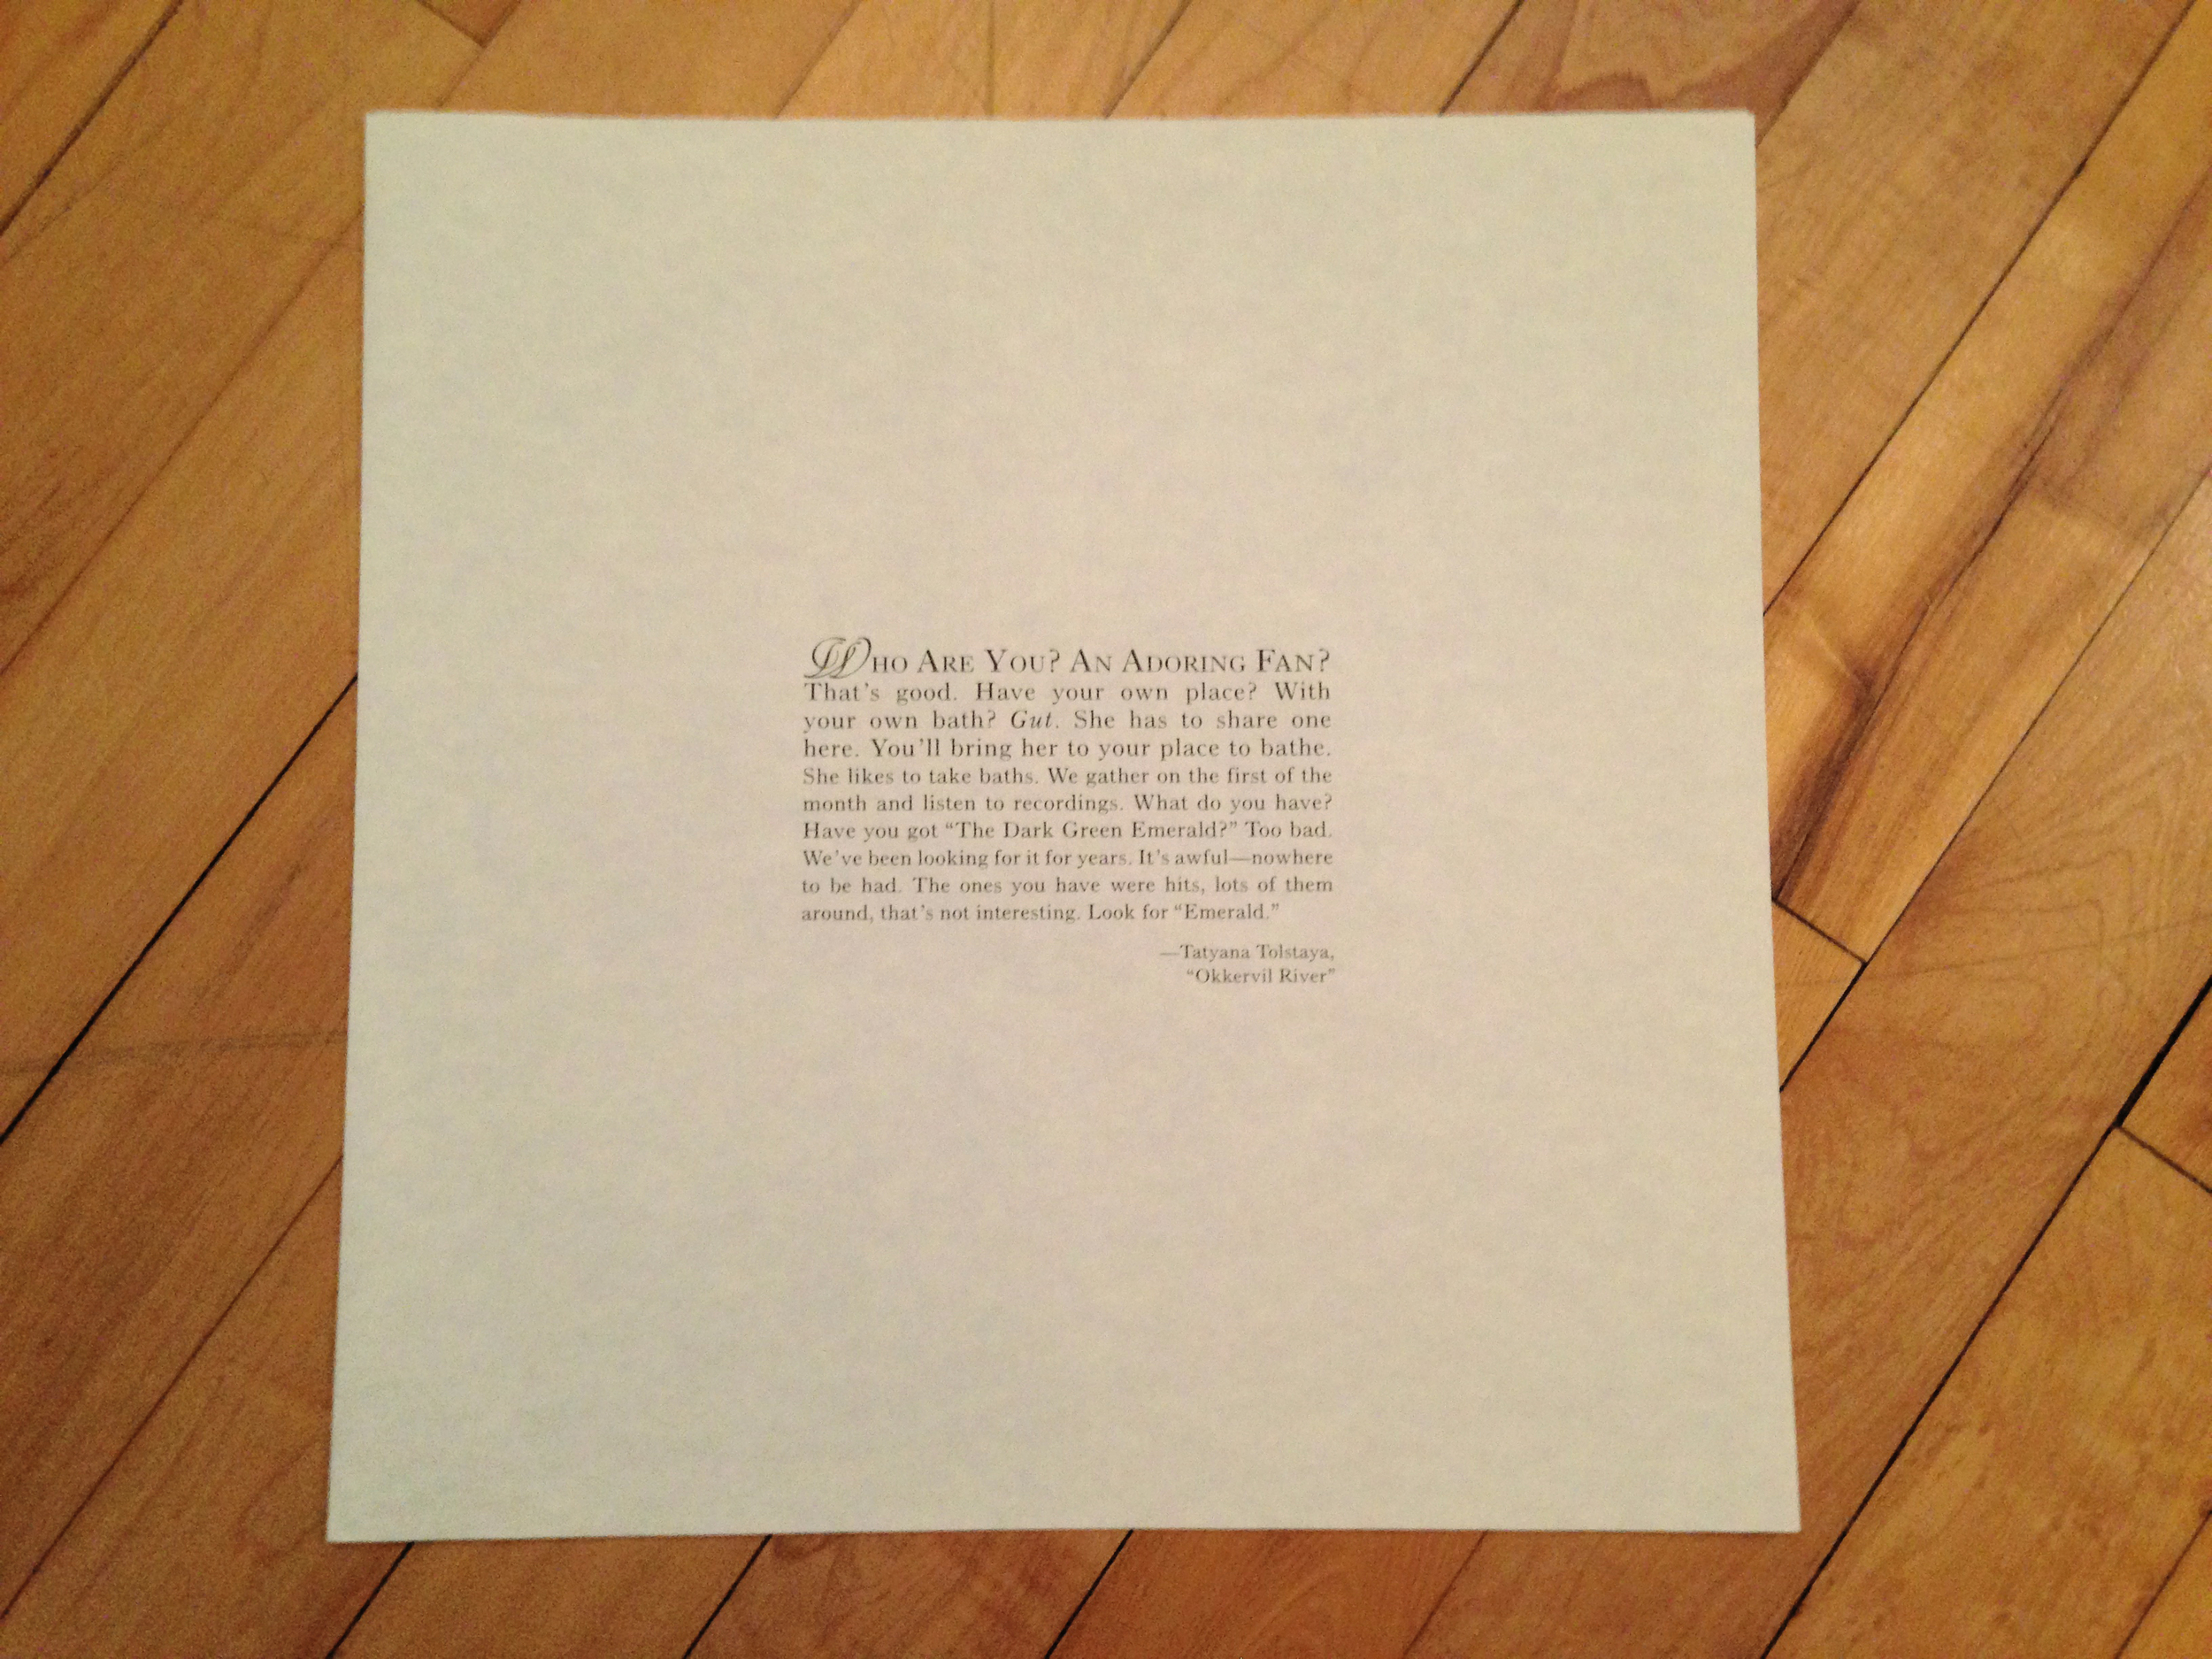 Who Are You? An Adoring Fan?
That's good. Have your own place? With
your own bath? Gut. She has to share one
here. You'll bring her to your place to bathe.
She likes to take baths. We gather on the first of the
month and listen to recordings. What do you have?
Have you got “The Dark Green Emerald?” Too bad.
We've been looking for it for years. It's awful—nowhere
to be had. The ones you have were hits, lots of them
around, that's not interesting. Look for “Emerald.”
—Tatyana Tolstaya,
“Okkervil River”